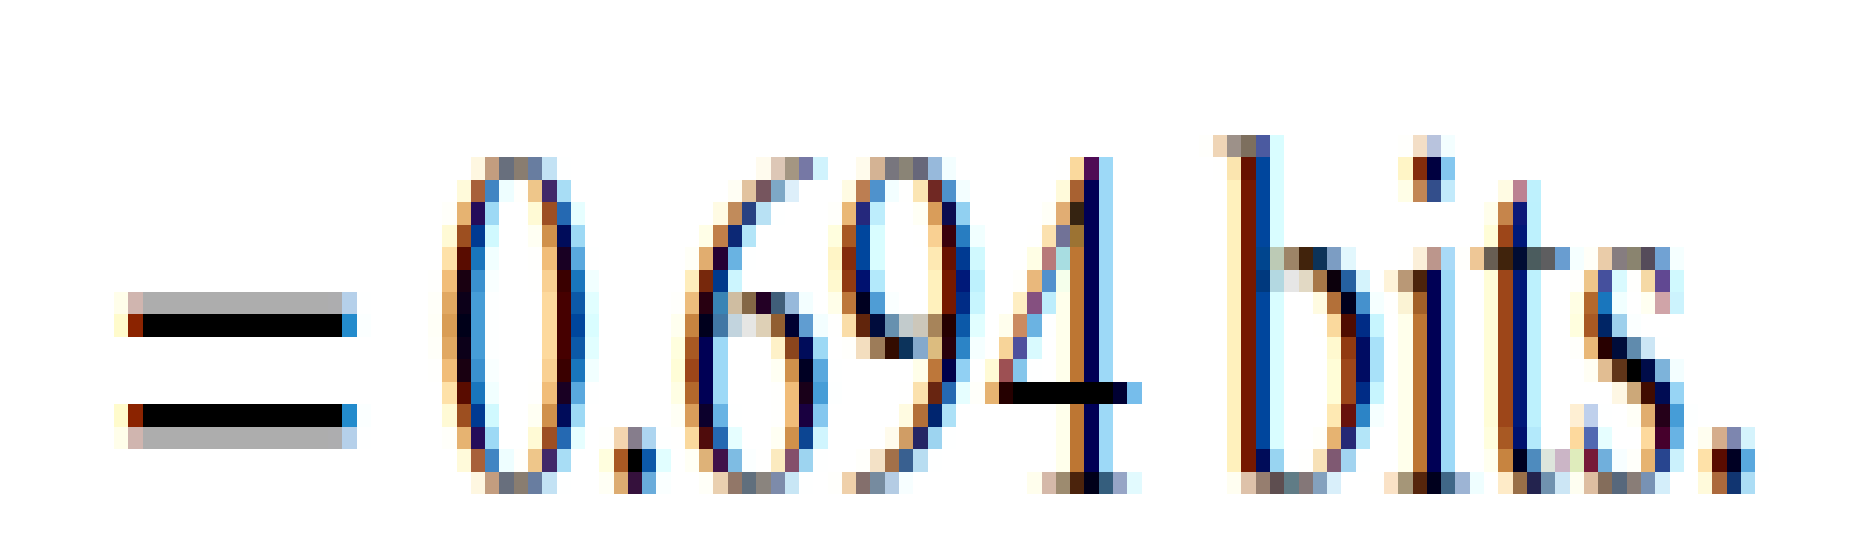 = 0.694 bits.